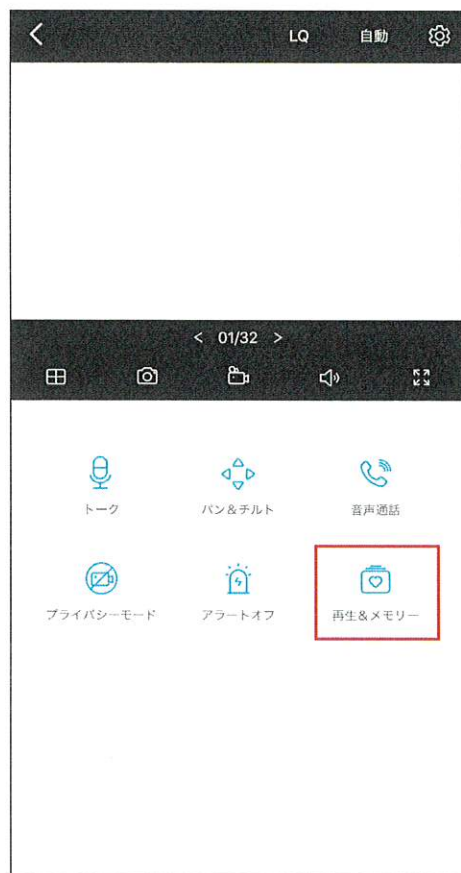 LQ 自動
< 01/32 >
トーク パン&チルト 音声通話
プライバシーモード アラートオフ 再生&メモリー